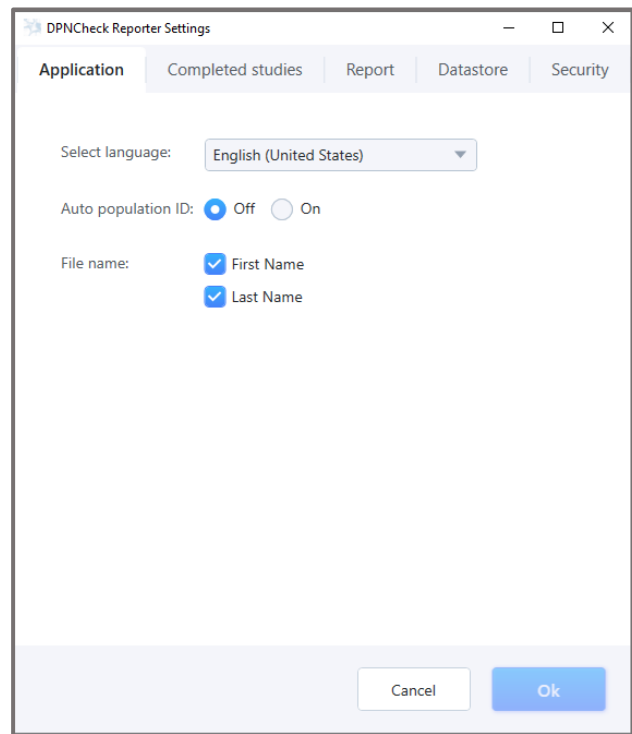 DPNCheck Reporter Settings
Application Completed studies Report Datastore Security
Select language: English (United States)
Auto population ID: Off On
File name: First Name
Last Name
Cancel Ok